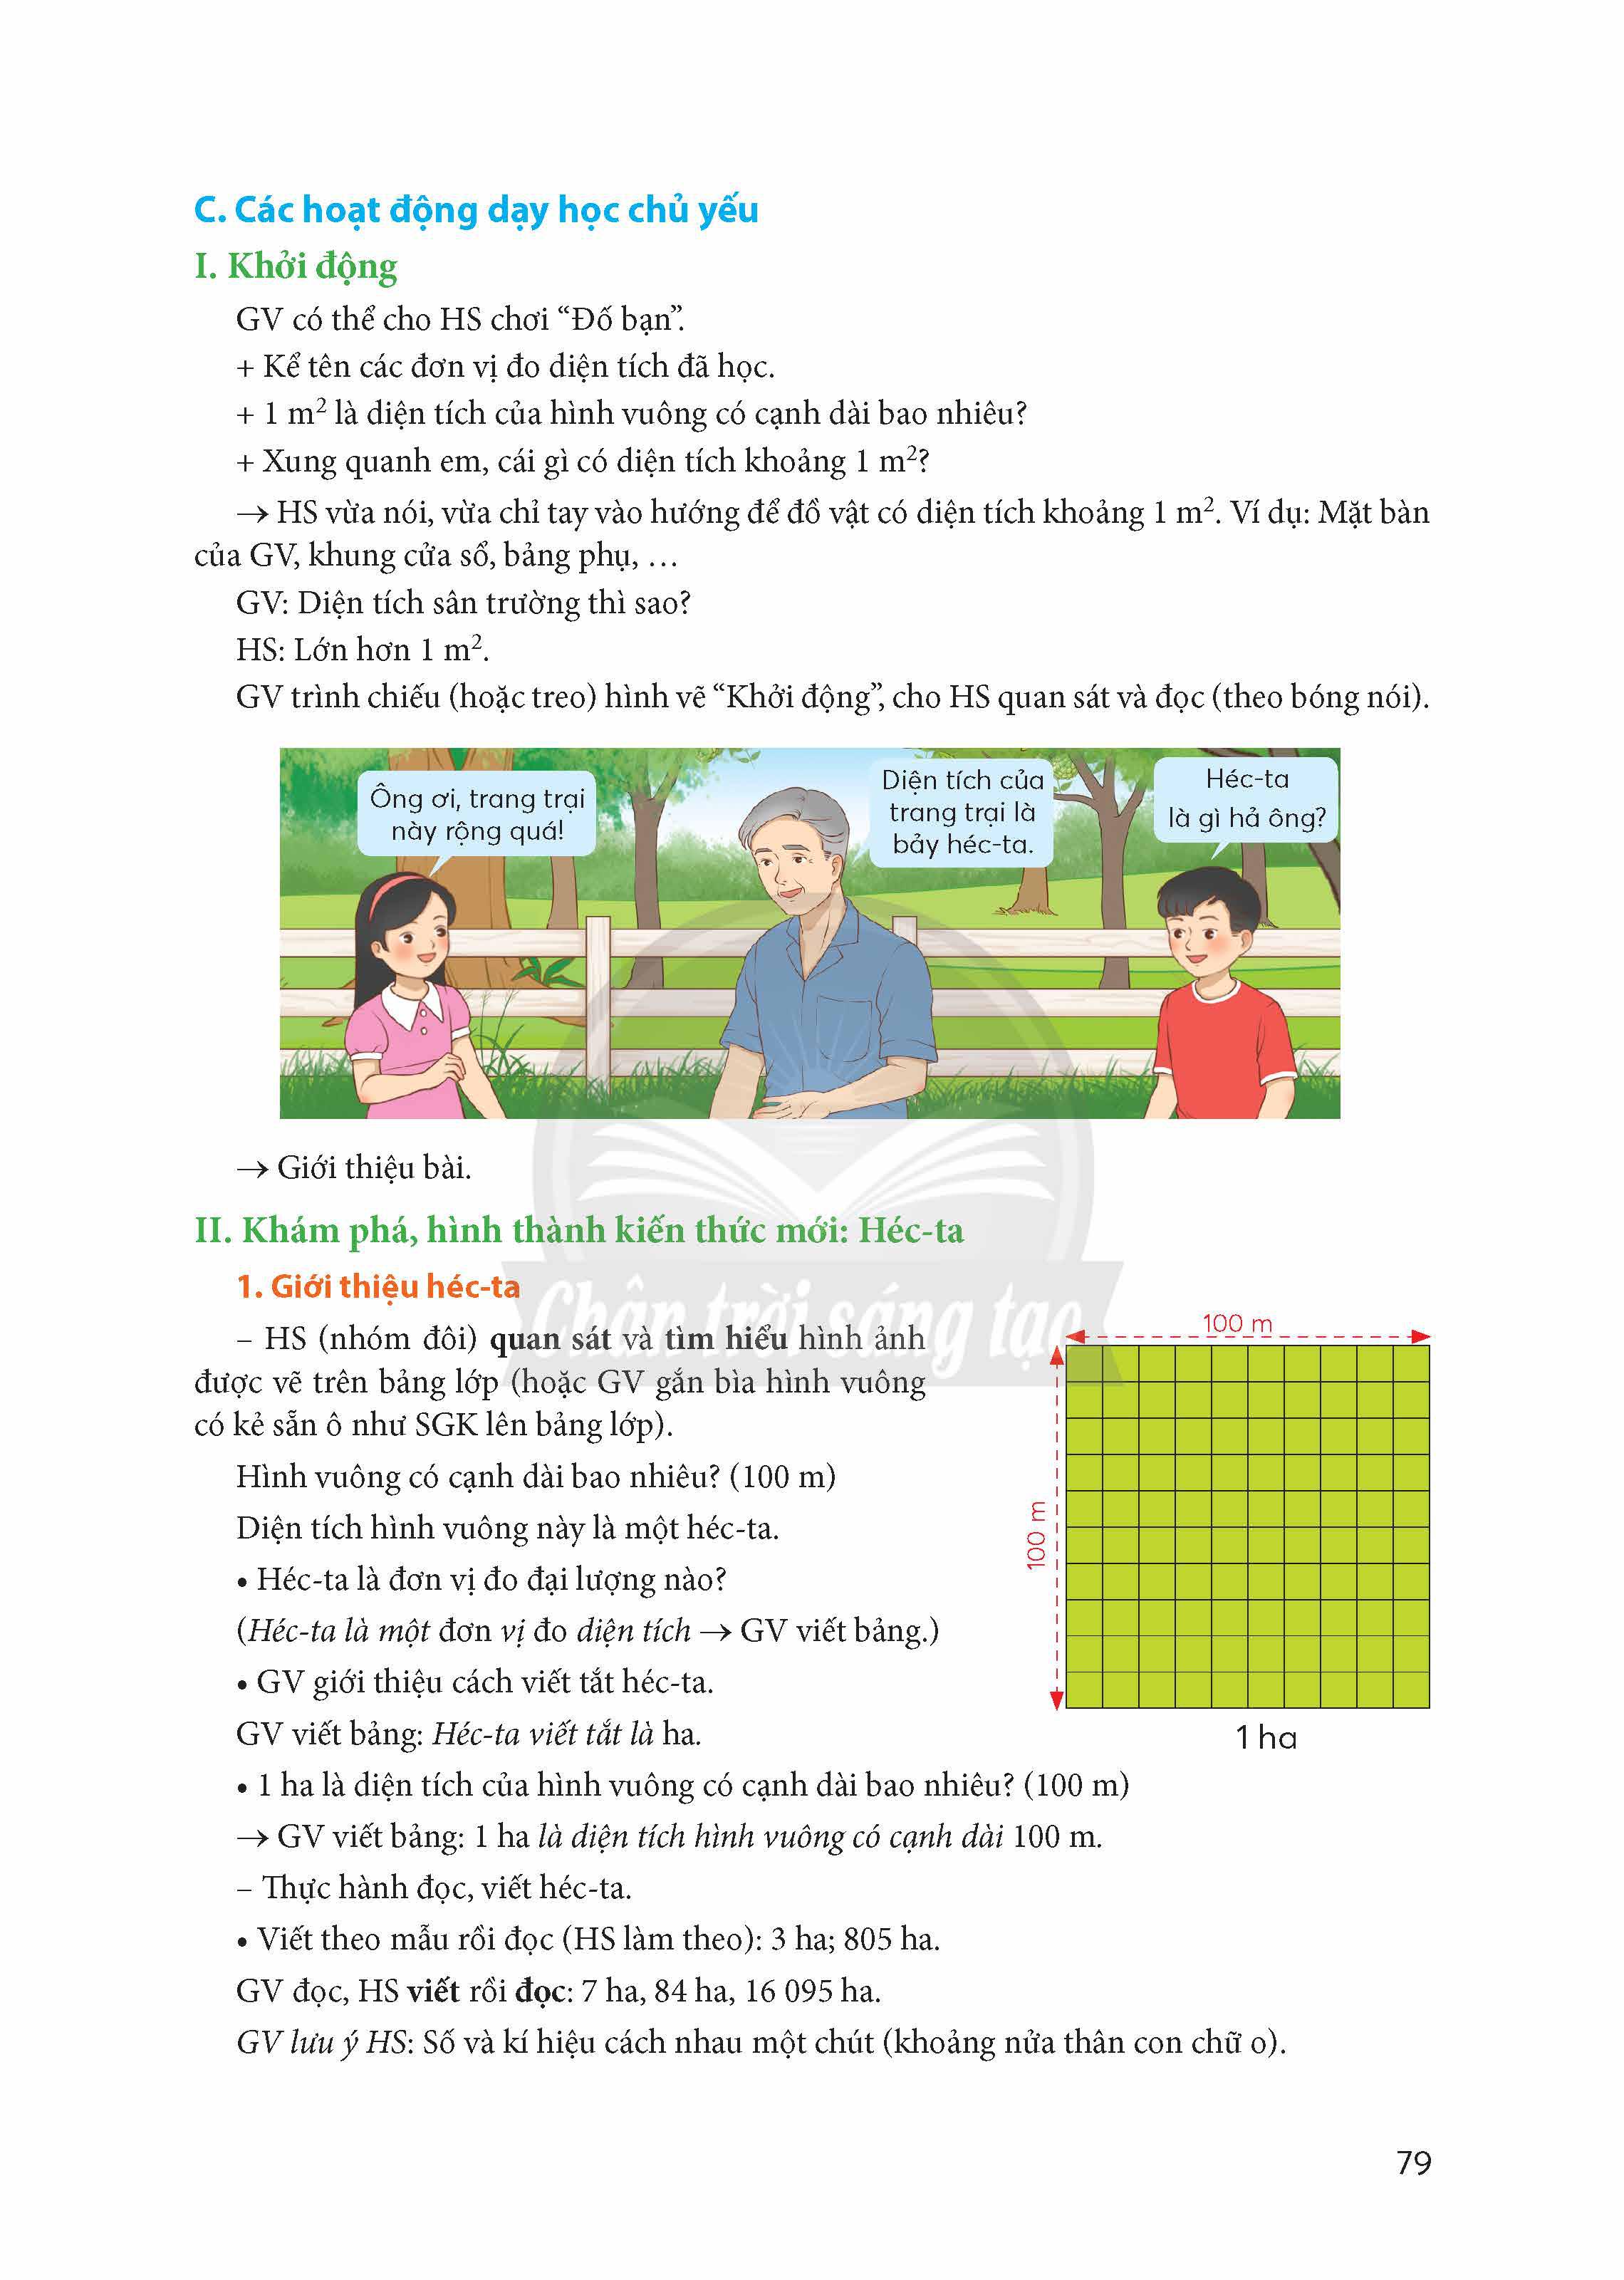 C. Các hoạt động dạy học chủ yếu
I. Khởi động
GV có thể cho HS chơi “Đố bạn”.
+ Kể tên các đơn vị đo diện tích đã học.
+ 1 m² là diện tích của hình vuông có cạnh dài bao nhiêu?
+ Xung quanh em, cái gì có diện tích khoảng 1 m²?
→ HS vừa nói, vừa chỉ tay vào hướng để đồ vật có diện tích khoảng 1 m². Ví dụ: Mặt bàn
của GV, khung cửa sổ, bảng phụ, …
GV: Diện tích sân trường thì sao?
HS: Lớn hơn 1 m².
GV trình chiếu (hoặc treo) hình vẽ “Khởi động”, cho HS quan sát và đọc (theo bóng nói).
Ông ơi, trang trại
này rộng quá!
Diện tích của
trang trại là
bảy héc-ta.
Héc-ta
là gì hả ông?
→ Giới thiệu bài.
II. Khám phá, hình thành kiến thức mới: Héc-ta
1. Giới thiệu héc-ta
– HS (nhóm đôi) quan sát và tìm hiểu hình ảnh
được vẽ trên bảng lớp (hoặc GV gắn bìa hình vuông
có kẻ sẵn ô như SGK lên bảng lớp).
Hình vuông có cạnh dài bao nhiêu? (100 m)
Diện tích hình vuông này là một héc-ta.
• Héc-ta là đơn vị đo đại lượng nào?
(Héc-ta là một đơn vị đo diện tích → GV viết bảng.)
• GV giới thiệu cách viết tắt héc-ta.
GV viết bảng: Héc-ta viết tắt là ha.
100 m
100 m
1 ha
• 1 ha là diện tích của hình vuông có cạnh dài bao nhiêu? (100 m)
→ GV viết bảng: 1 ha là diện tích hình vuông có cạnh dài 100 m.
– Thực hành đọc, viết héc-ta.
• Viết theo mẫu rồi đọc (HS làm theo): 3 ha; 805 ha.
GV đọc, HS viết rồi đọc: 7 ha, 84 ha, 16 095 ha.
GV lưu ý HS: Số và kí hiệu cách nhau một chút (khoảng nửa thân con chữ o).
Chân trời sáng tạo
79